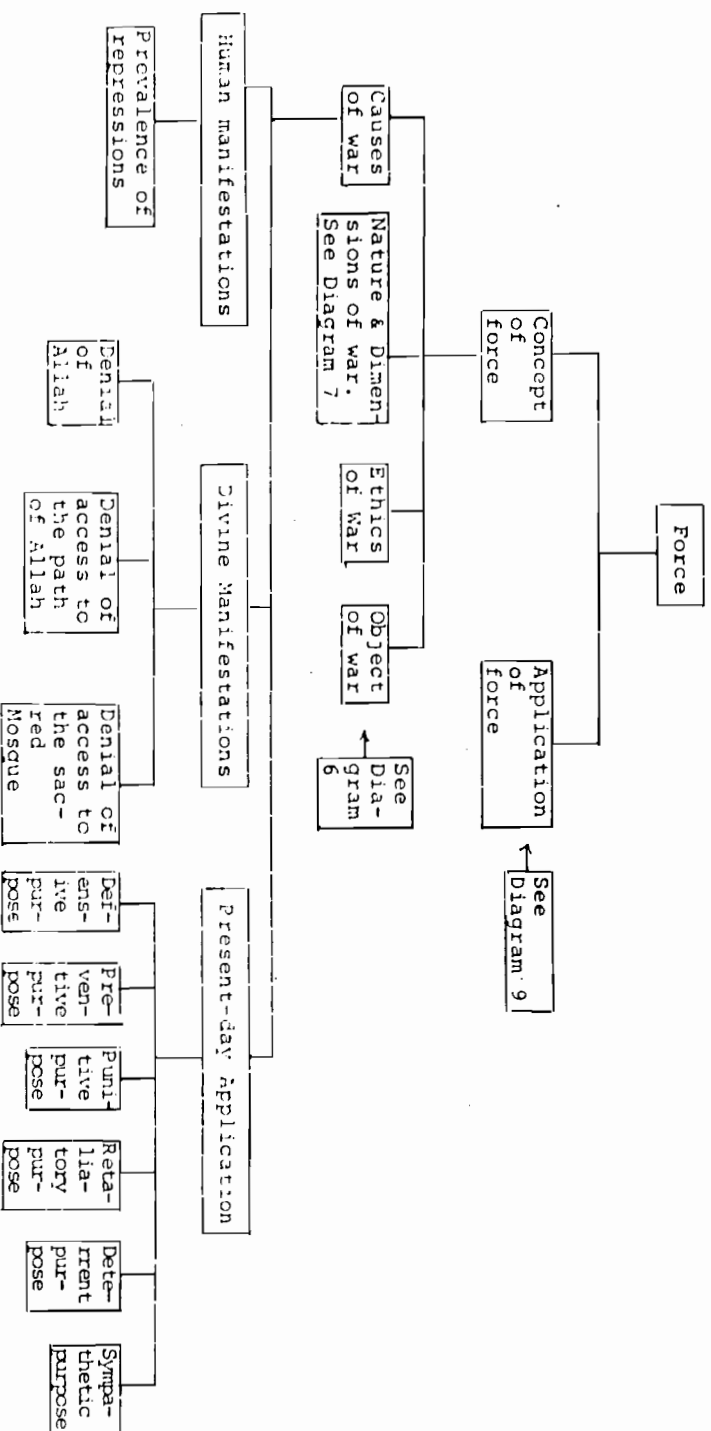 Force
Concept
of
force
Application
of
force
See
Diagram 9
Causes
of war
Nature & Dimen-
sions of war.
See Diagram 7
Ethics
of War
Object
of war
See
Dia-
gram
6
Human manifestations
Divine Manifestations
Present-day Application
Prevalence of
repressions
Denial
of
Allah
Denial of
access to
the path
of Allah
Denial of
access to
the sac-
red
Mosque
Def-
ens-
ive
pur-
pose
Pre-
ven-
tive
pur-
pose
Puni-
tive
pur-
pose
Reta-
lia-
tory
pur-
pose
Dete-
rrent
pur-
pose
Sympa-
thetic
purpose